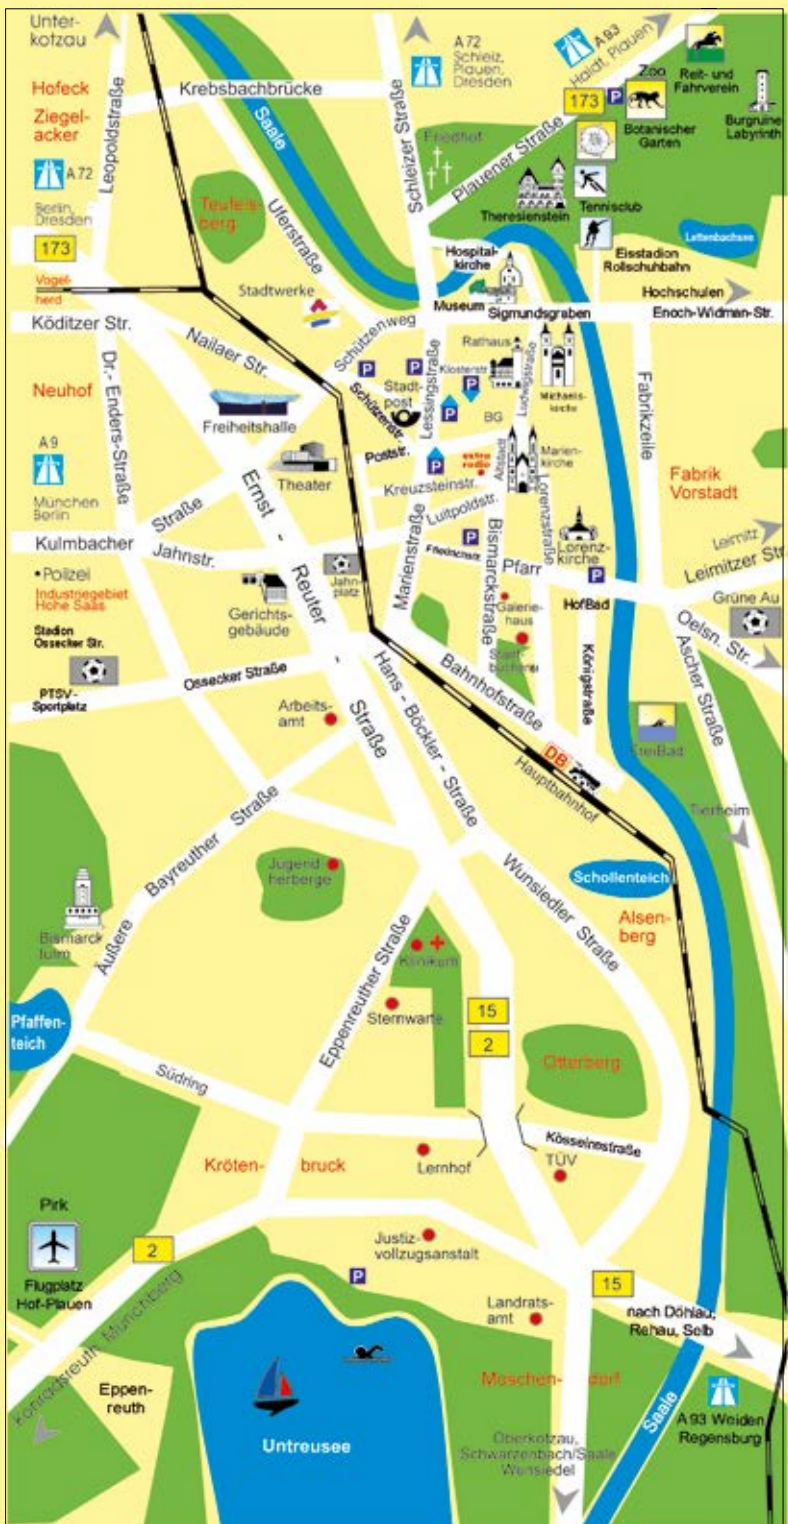 Unter-
kotzau
A 72
Schleiz,
Plauen,
Dresden
A 93
Haidt, Plauen
Zoo
Reit- und
Fahrverein
173
P
Hofeck
Ziegel-
acker
Leopoldstraße
Krebsbachbrücke
Saale
Schleizer Straße
Friedhof
Plauener Straße
Botanischer
Garten
Burgruine
Labyrinth
A 72
Berlin,
Dresden
173
Teufels-
berg
Uferstraße
Theresienstein
Tennisclub
Eisstadion
Rollschuhbahn
Lettenbachsee
Vogel-
herd
Stadtwerke
Hospital-
kirche
Museum
Sigmundsgraben
Hochschulen
Enoch-Widman-Str.
Köditzer Str.
Nailaer Str.
Schützenweg
Dr.- Enders-Straße
Neuhof
Freiheitshalle
P
P
Stadt-
post
Schützenstr.
Lessingstraße
Klosterstr.
P
P
Rathaus
Ludwigstraße
Michaelis-
kirche
BG
Fabrikzeile
A 9
München
Berlin
Theater
Poststr.
P
extra
radio
Altstadt
Marien-
kirche
Kreuzsteinstr.
Luitpoldstr.
Fabrik
Vorstadt
Ernst - Reuter - Straße
Kulmbacher Straße
Jahnstr.
Jahn-
platz
Marienstraße
P
Bismarckstraße
Lorenzstraße
Lorenz-
kirche
Pfarr
P
Leimitz
Leimitzer Str.
•Polizei
Industriegebiet
Hohe Saas
Gerichts-
gebäude
Galerie-
haus
HofBad
Grüne Au
Stadion
Ossecker Str.
PTSV-
Sportplatz
Ossecker Straße
Stadt-
bücherei
Königstraße
Oelsn. Str.
Ascher Straße
Arbeits-
amt
Hans - Böckler - Straße
Bahnhofstraße
DB
Hauptbahnhof
FreiBad
Tierheim
Äußere Bayreuther Straße
Jugend
herberge
Wunsiedler Straße
Schollenteich
Alsen-
berg
Bismarck
turm
Eppenreuther Straße
Klinikum
Sternwarte
15
2
Pfaffen-
teich
Otterberg
Südring
Kösseinestraße
Kröten- bruck
Lernhof
TÜV
Pirk
Flugplatz
Hof-Plauen
2
Justiz-
vollzugsanstalt
P
15
Landrats-
amt
nach Döhlau,
Rehau, Selb
Konradsreuth Münchberg
Eppen-
reuth
Moschen- dorf
Untreusee
Saale
A 93 Weiden
Regensburg
Oberkotzau,
Schwarzenbach/Saale
Wunsiedel